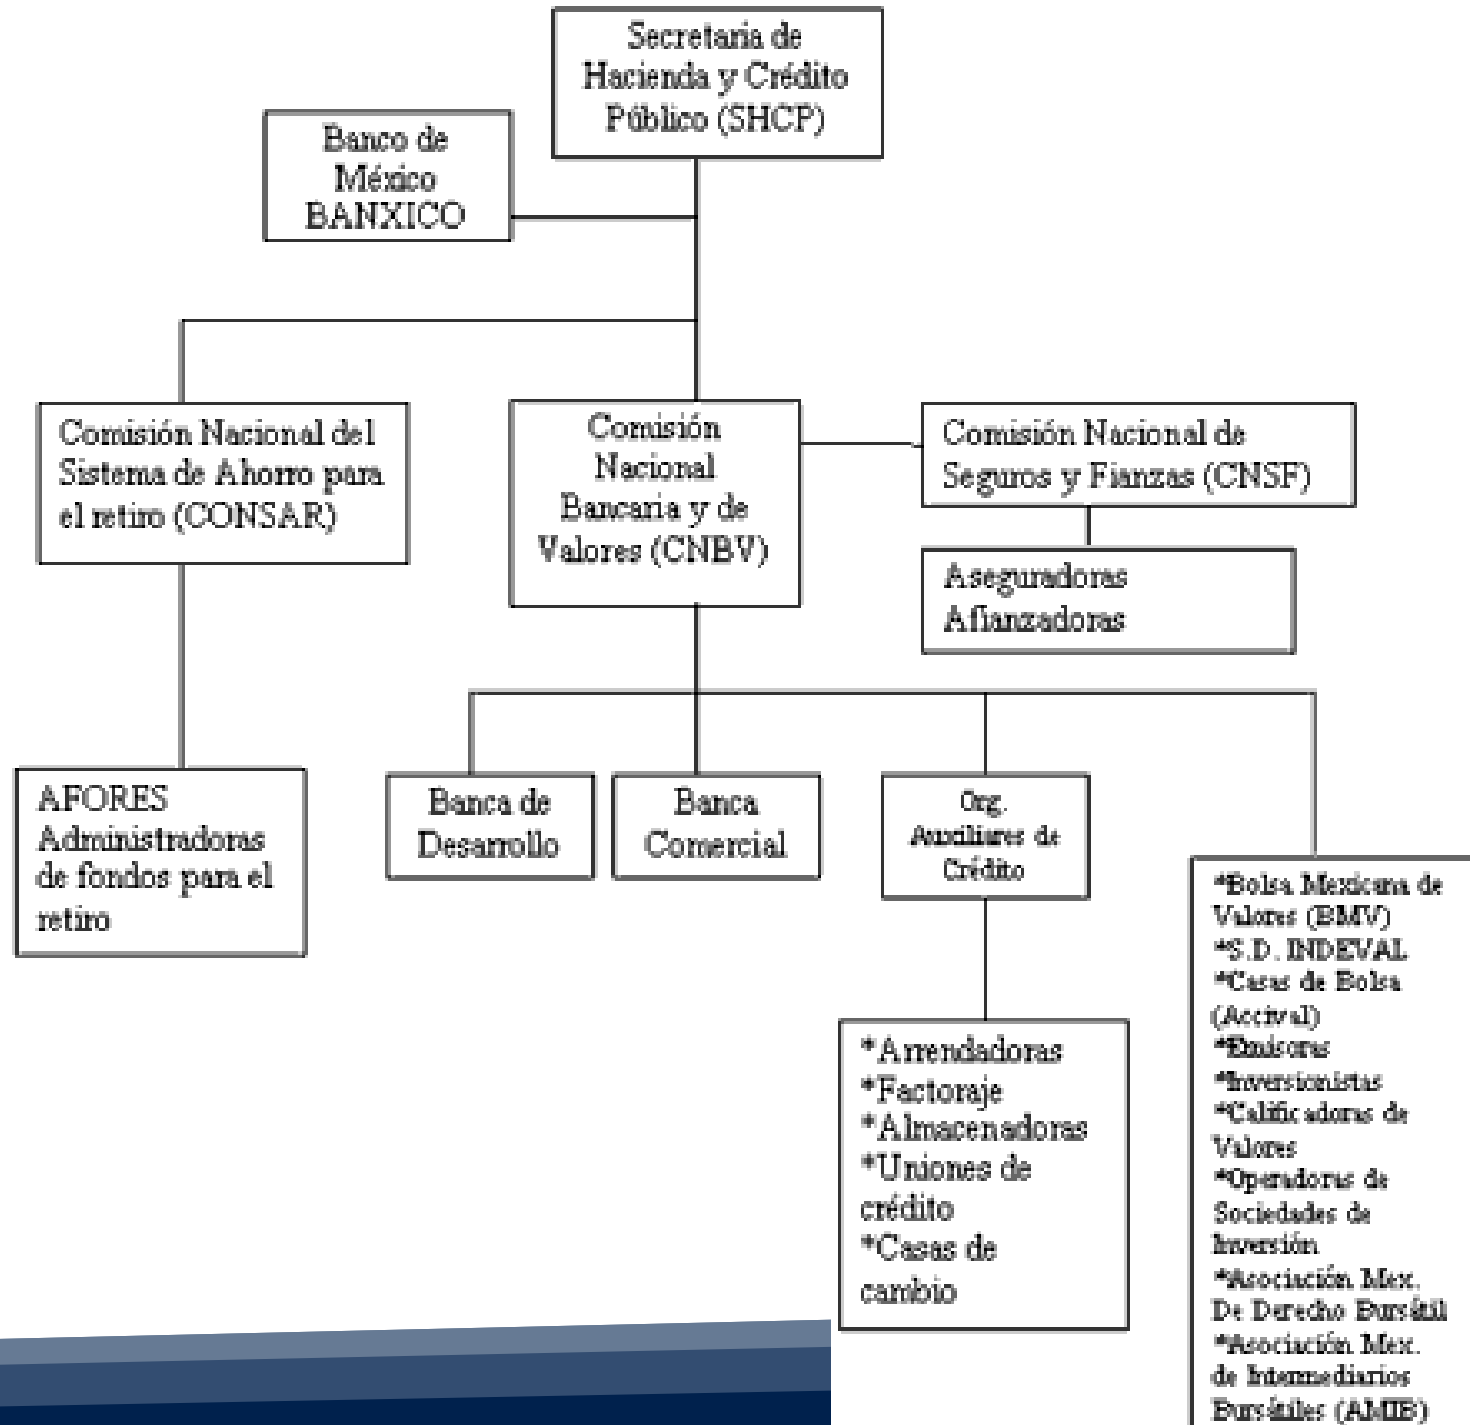 Secretaria de
Hacienda y Crédito
Público (SHCP)
Banco de
México
BANXICO
Comisión Nacional del
Sistema de Ahorro para
el retiro (CONSAR)
Comisión
Nacional
Bancaria y de
Valores (CNBV)
Comisión Nacional de
Seguros y Fianzas (CNSF)
Aseguradoras
Afianzadoras
AFORES
Administradoras
de fondos para el
retiro
Banca de
Desarrollo
Banca
Comercial
Org.
Auxiliares de
Crédito
*Arrendadoras
*Factoraje
*Almacenadoras
*Uniones de
crédito
*Casas de
cambio
*Bolsa Mexicana de
Valores (BMV)
*S.D. INDEVAL
*Casas de Bolsa
(Accival)
*Emisoras
*Inversionistas
*Calificadoras de
Valores
*Operadoras de
Sociedades de
Inversión
*Asociación Mex.
De Derecho Bursátil
*Asociación Mex.
de Intermediarios
Bursátiles (AMIB)